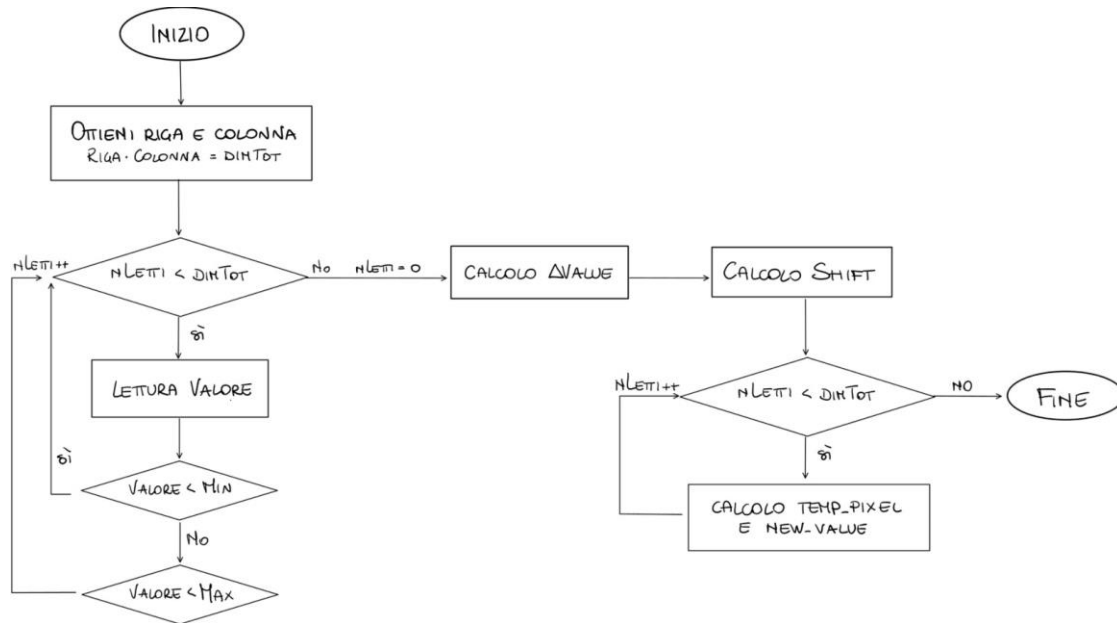 INIZIO
OTTIENI RIGA E COLONNA
RIGA · COLONNA = DIMTOT
NLETTI++
NLETTI < DIMTOT
NO
NLETTI = 0
CALCOLO ΔVALUE
CALCOLO SHIFT
SÌ
LETTURA VALORE
NLETTI++
NLETTI < DIMTOT
NO
FINE
SÌ
SÌ
VALORE < MIN
CALCOLO TEMP_PIXEL
E NEW_VALUE
NO
VALORE < MAX